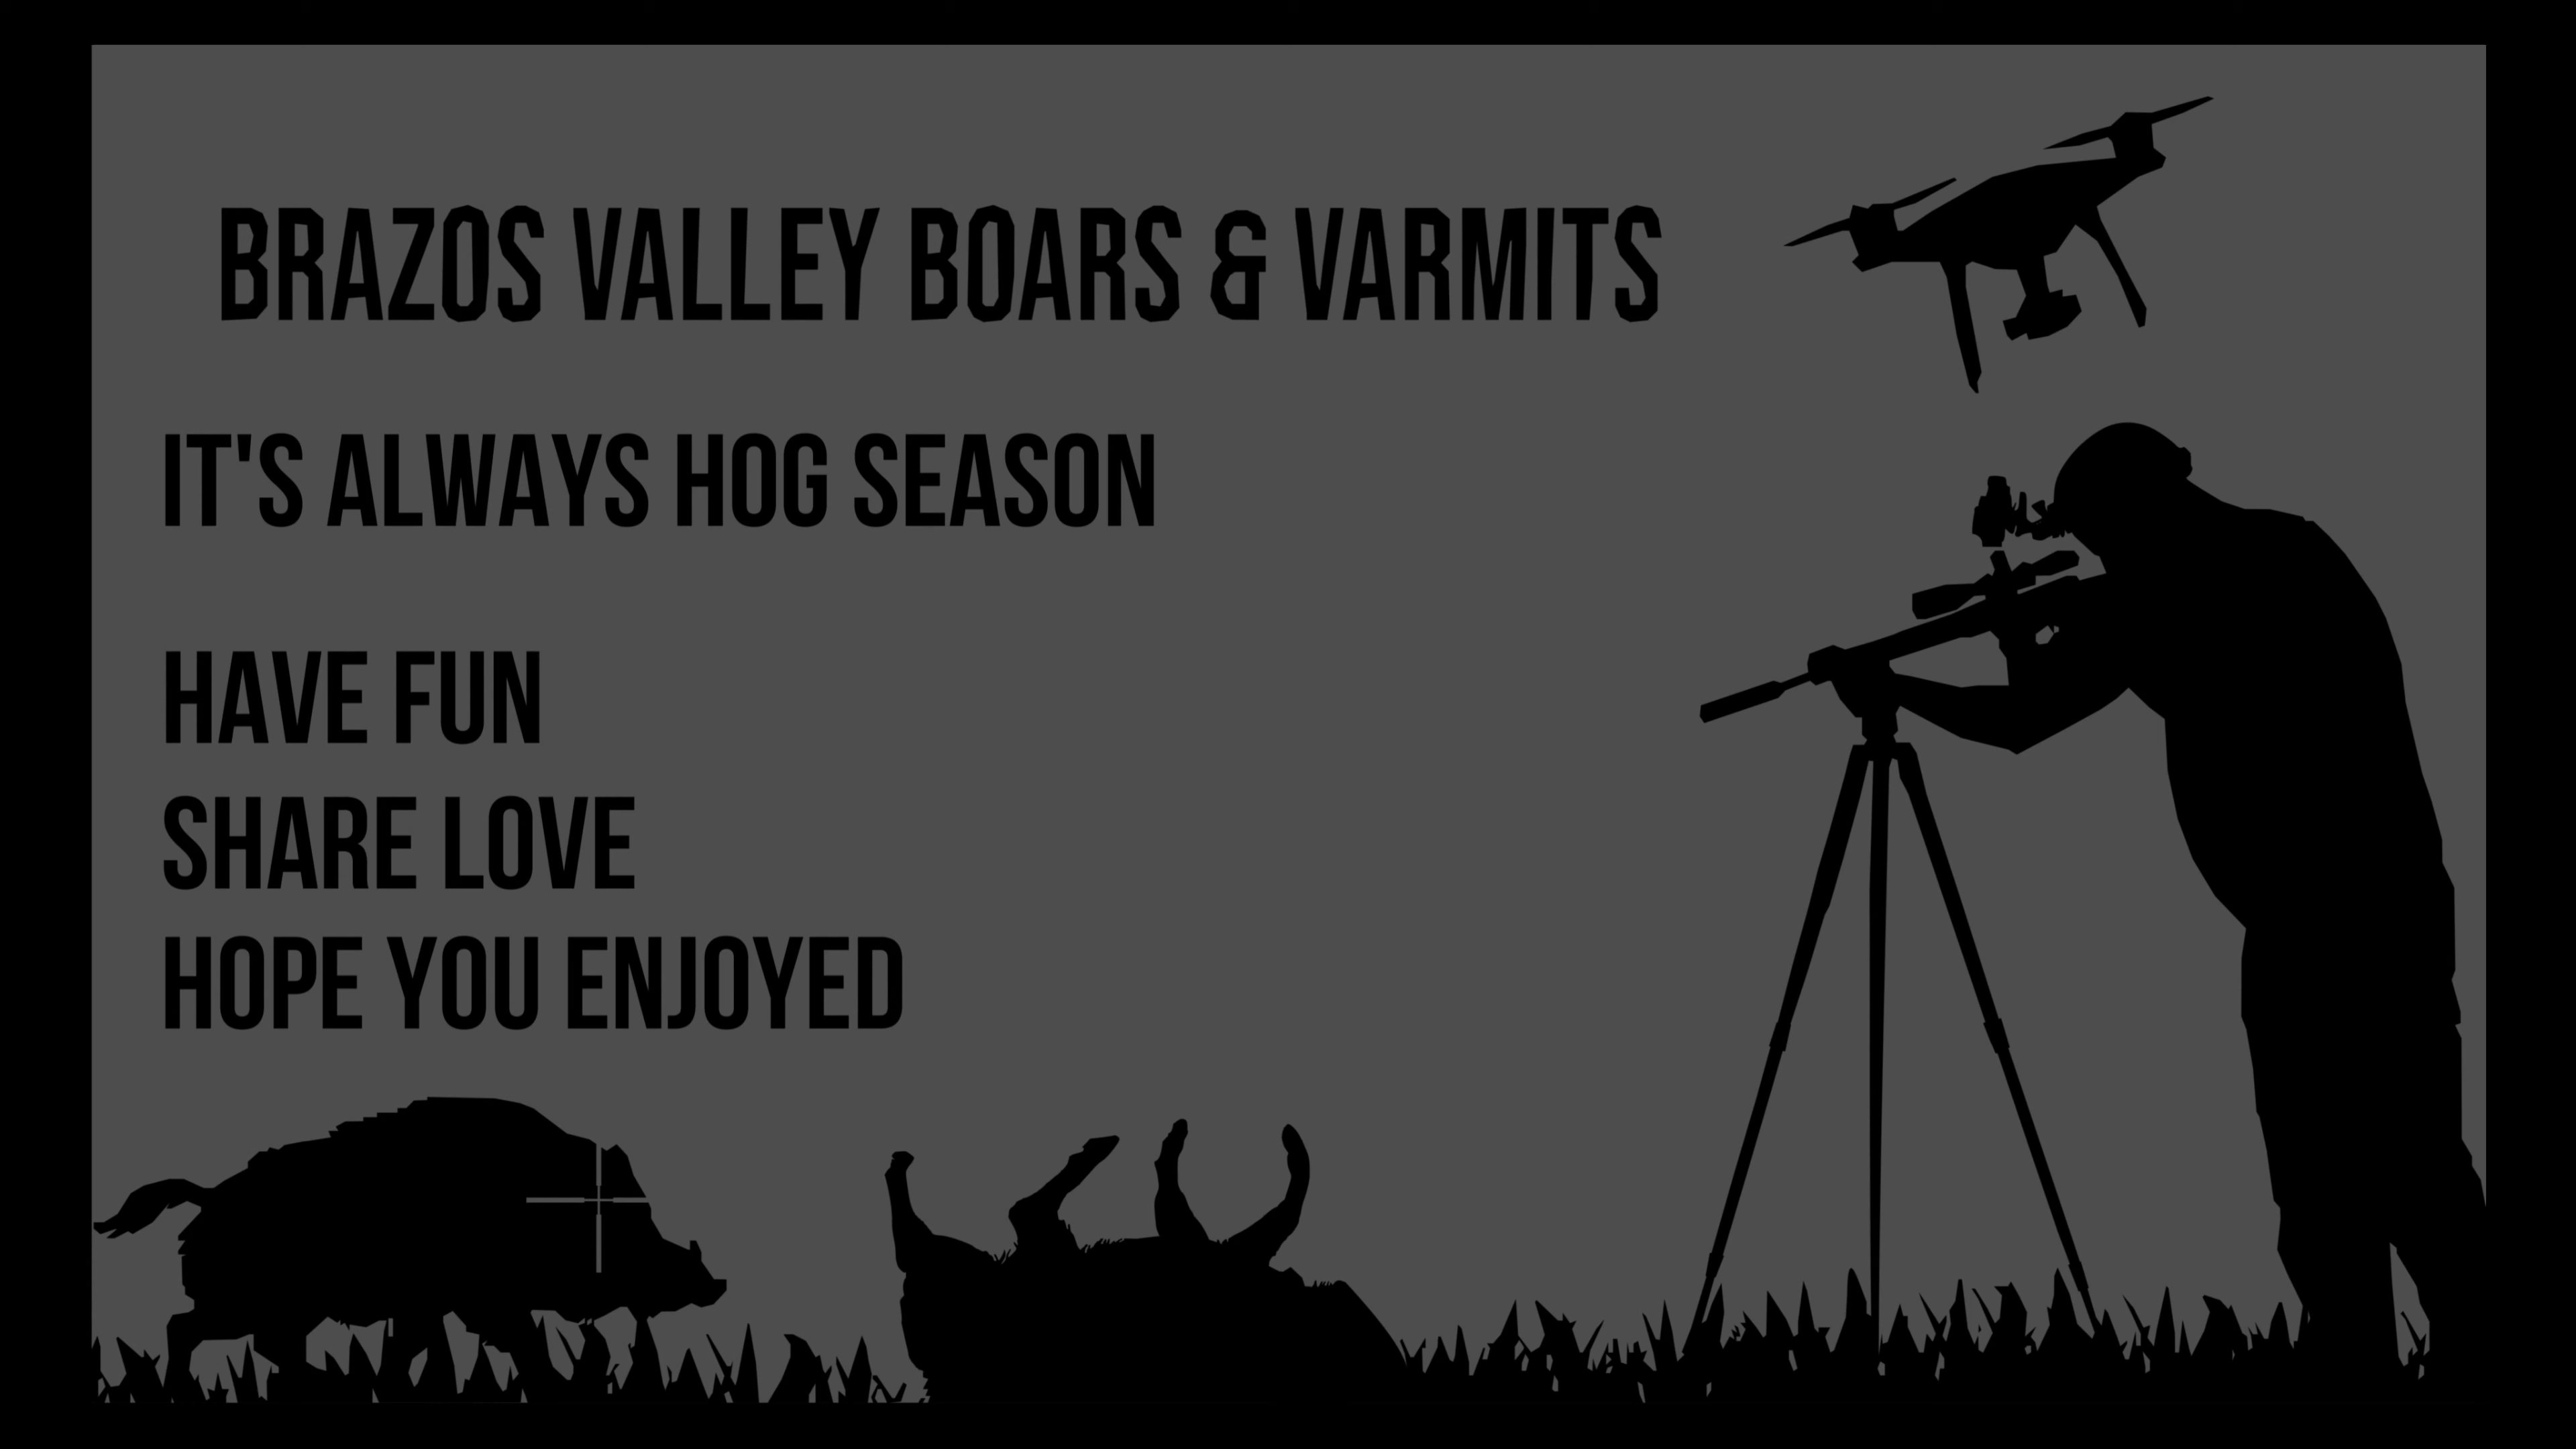 BRAZOS VALLEY BOARS & VARMITS
IT'S ALWAYS HOG SEASON
HAVE FUN
SHARE LOVE
HOPE YOU ENJOYED